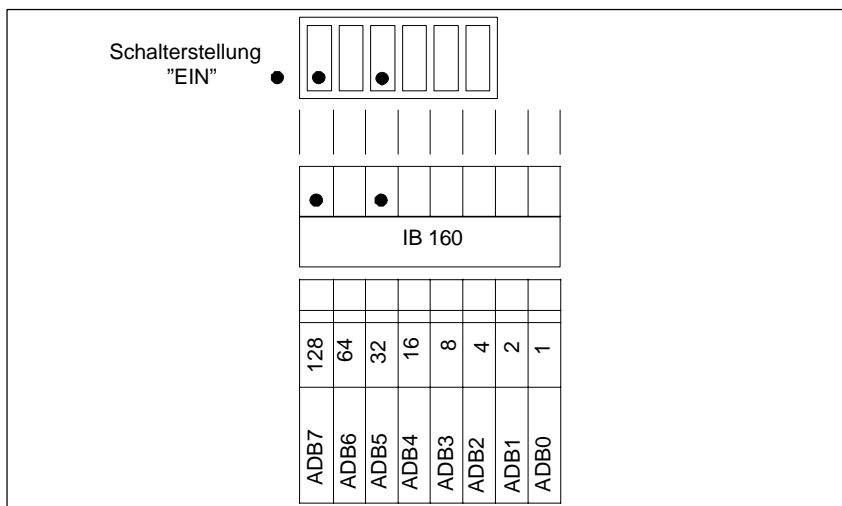 Schalterstellung
”EIN”
IB 160
128 64 32 16 8 4 2 1
ADB7 ADB6 ADB5 ADB4 ADB3 ADB2 ADB1 ADB0